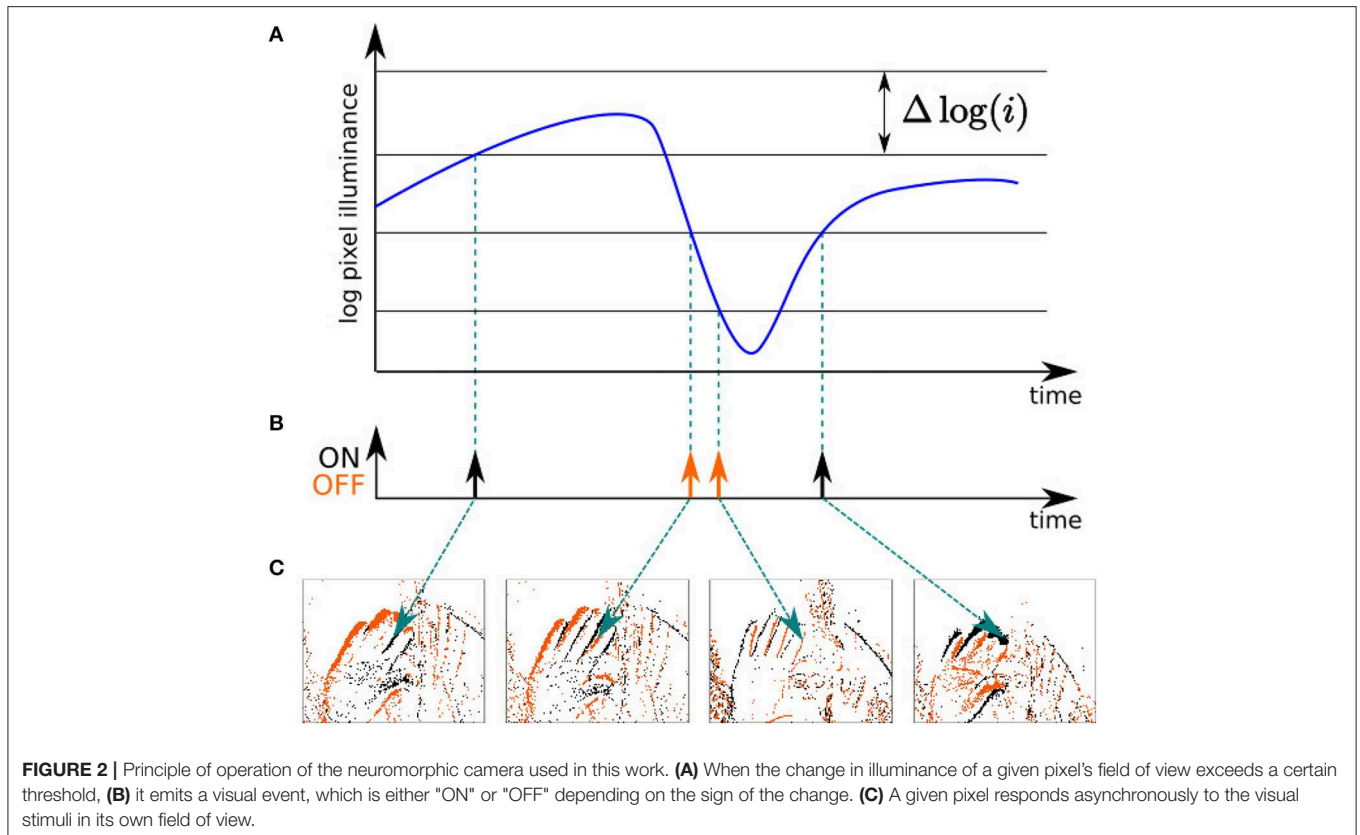 A
log pixel illuminance
Δ log(i)
time
B
ON
OFF
time
C
FIGURE 2 | Principle of operation of the neuromorphic camera used in this work. (A) When the change in illuminance of a given pixel's field of view exceeds a certain
threshold, (B) it emits a visual event, which is either "ON" or "OFF" depending on the sign of the change. (C) A given pixel responds asynchronously to the visual
stimuli in its own field of view.